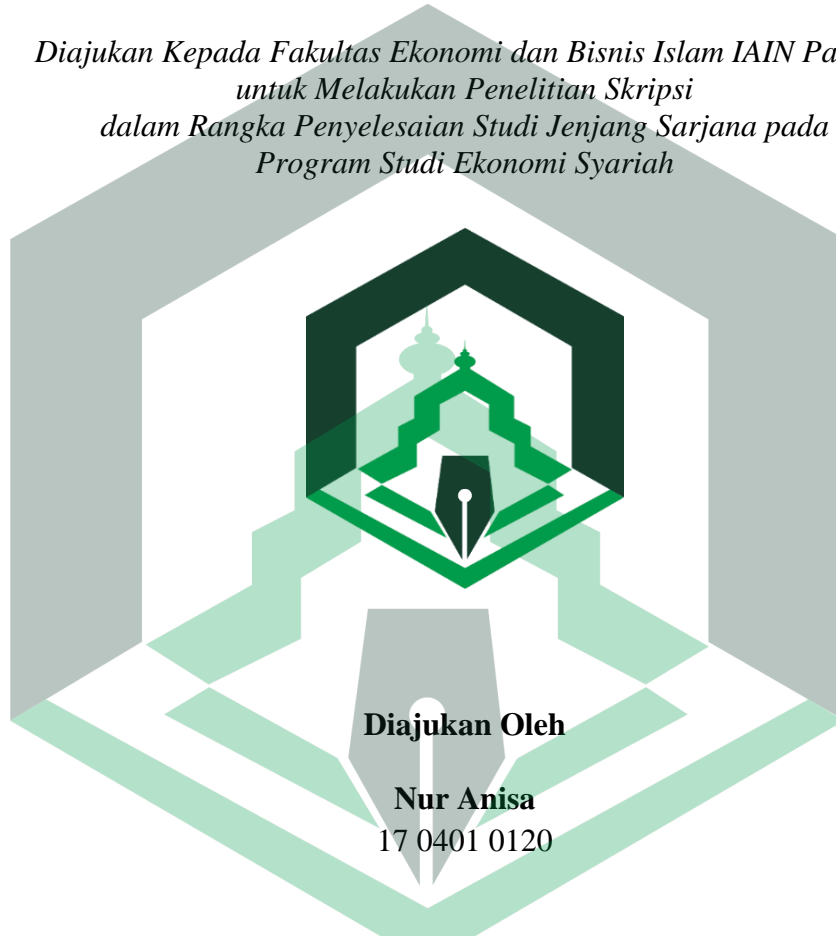 Diajukan Kepada Fakultas Ekonomi dan Bisnis Islam IAIN Pa
untuk Melakukan Penelitian Skripsi
dalam Rangka Penyelesaian Studi Jenjang Sarjana pada
Program Studi Ekonomi Syariah
Diajukan Oleh
Nur Anisa
17 0401 0120